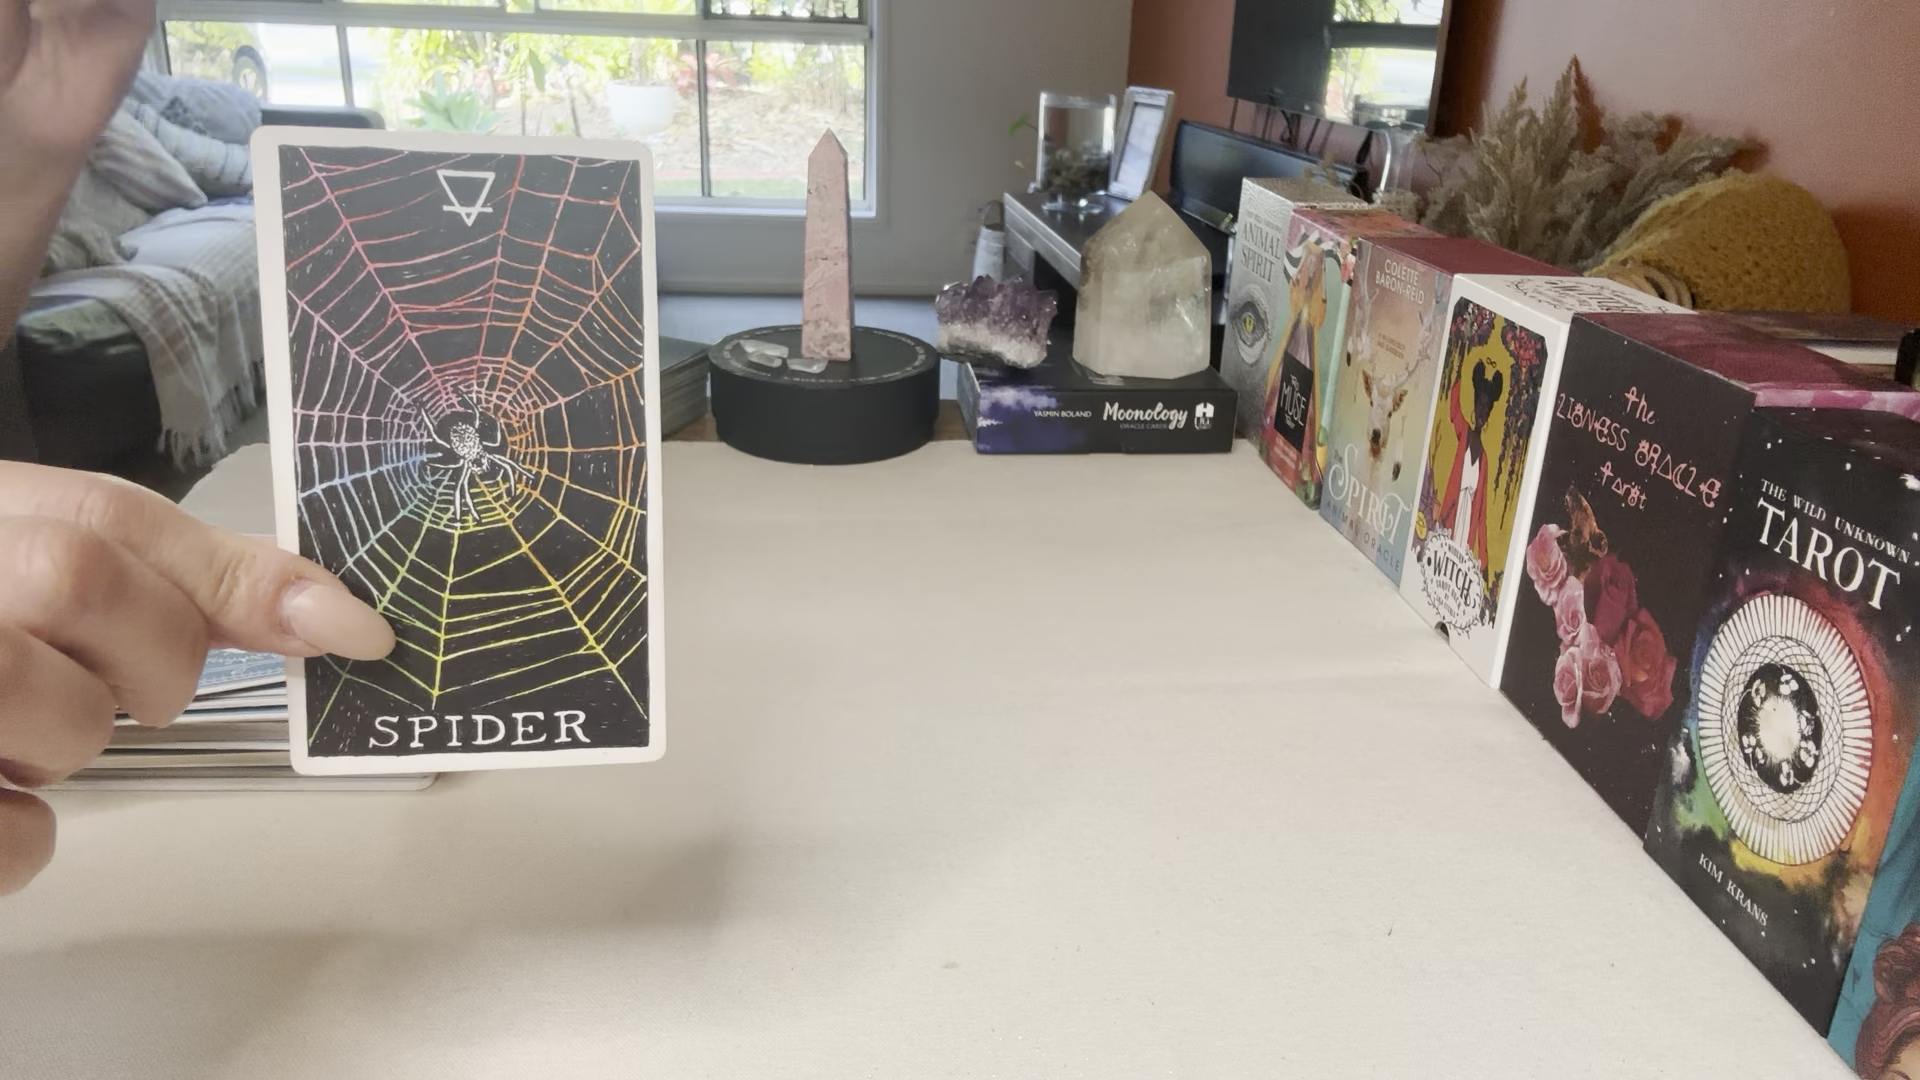 SPIDER
YASMIN BOLAND
Moonology
ORACLE CARDS
ANIMAL
SPIRIT
THE
MUSE
COLETTE
BARON-REID
SPIRIT
ANIMAL ORACLE
WITCH
the
LIONESS ORACLE
tarot
THE WILD UNKNOWN
TAROT
KIM KRANS